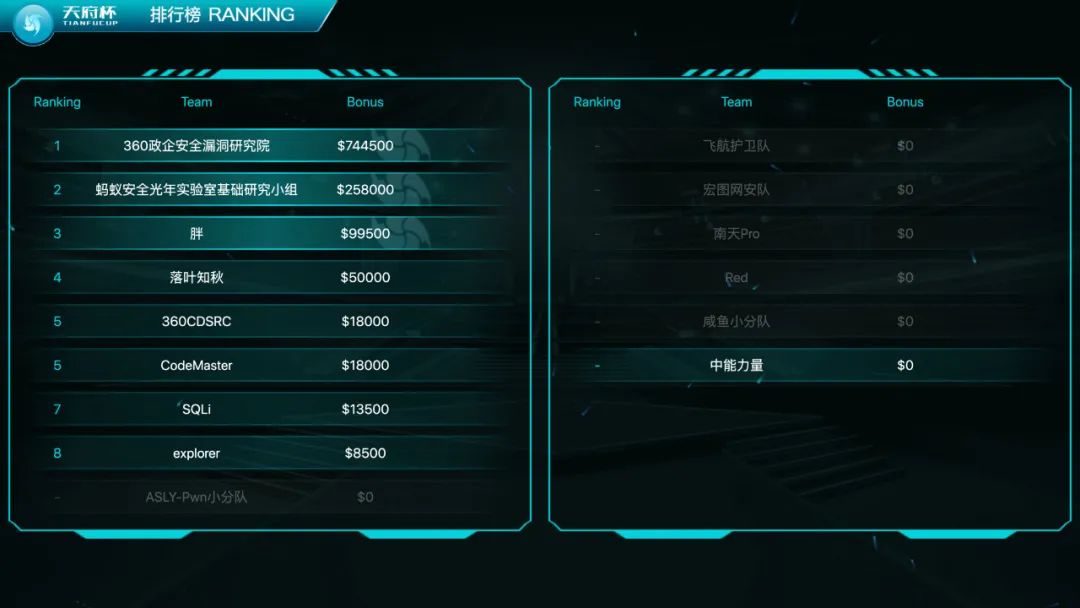 天府杯
TIANFUCUP
排行榜 RANKING
Ranking Team Bonus
1 360政企安全漏洞研究院 $744500
2 蚂蚁安全光年实验室基础研究小组 $258000
3 胖 $99500
4 落叶知秋 $50000
5 360CDSRC $18000
5 CodeMaster $18000
7 SQLi $13500
8 explorer $8500
- ASLY-Pwn小分队 $0
Ranking Team Bonus
- 飞航护卫队 $0
- 宏图网安队 $0
- 南天Pro $0
- Red $0
- 咸鱼小分队 $0
- 中能力量 $0